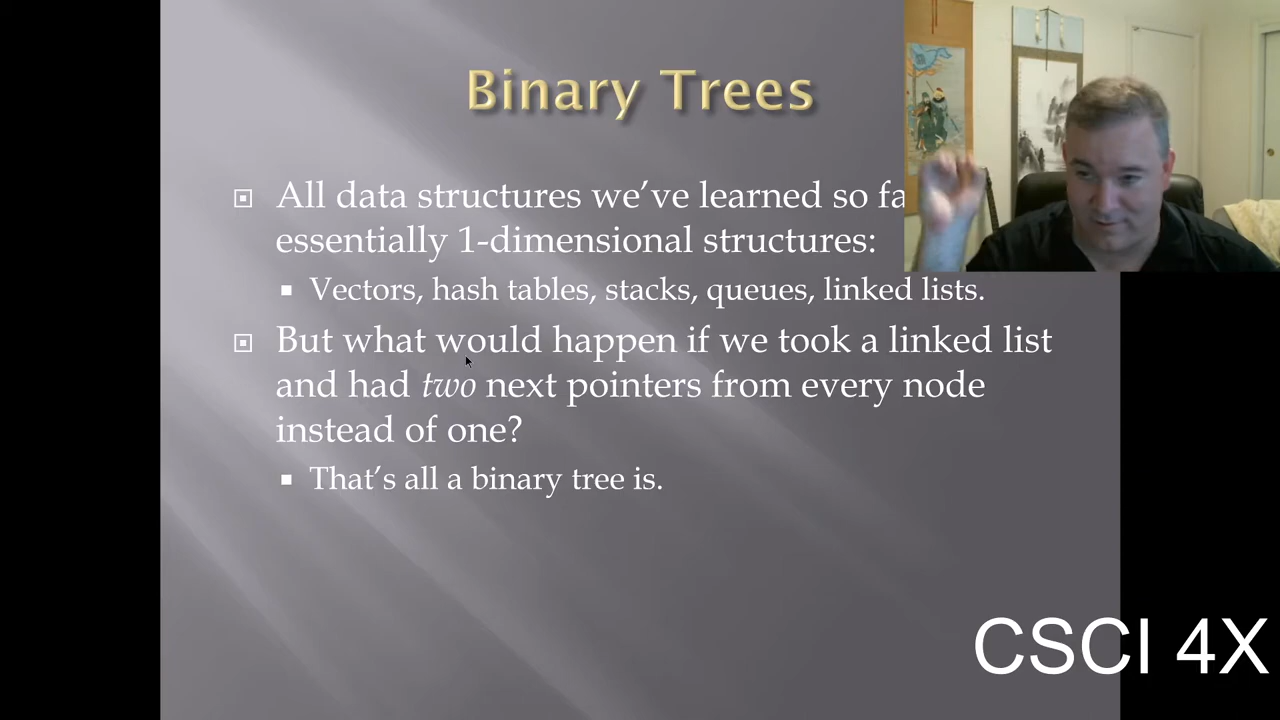 Binary Trees
All data structures we've learned so fa
essentially 1-dimensional structures:
Vectors, hash tables, stacks, queues, linked lists.
But what would happen if we took a linked list
and had two next pointers from every node
instead of one?
That's all a binary tree is.
CSCI 4X